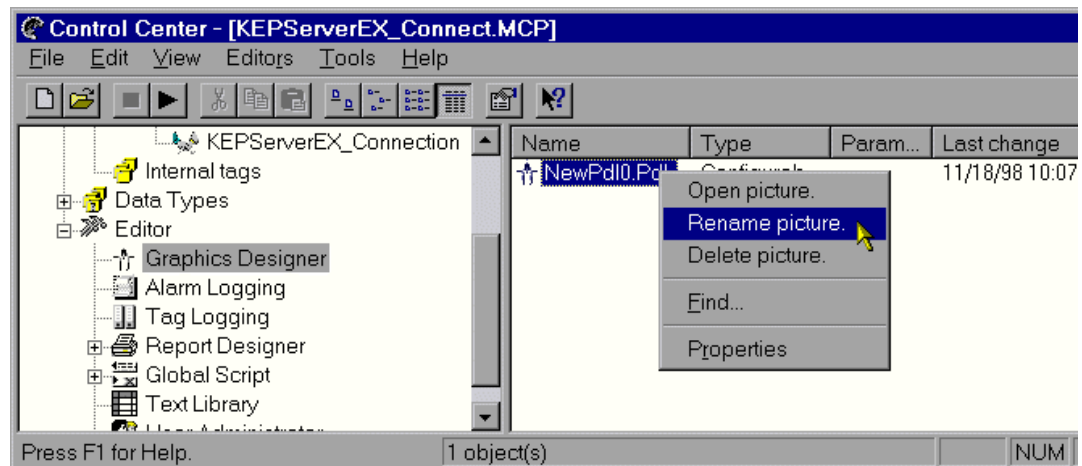 Control Center - [KEPServerEX_Connect.MCP]
File Edit View Editors Tools Help
KEPServerEX_Connection
Internal tags
Data Types
Editor
Graphics Designer
Alarm Logging
Tag Logging
Report Designer
Global Script
Text Library
Name Type Param... Last change
NewPdl0.Pdl 11/18/98 10:07
Open picture.
Rename picture.
Delete picture.
Find...
Properties
Press F1 for Help. 1 object(s) NUM